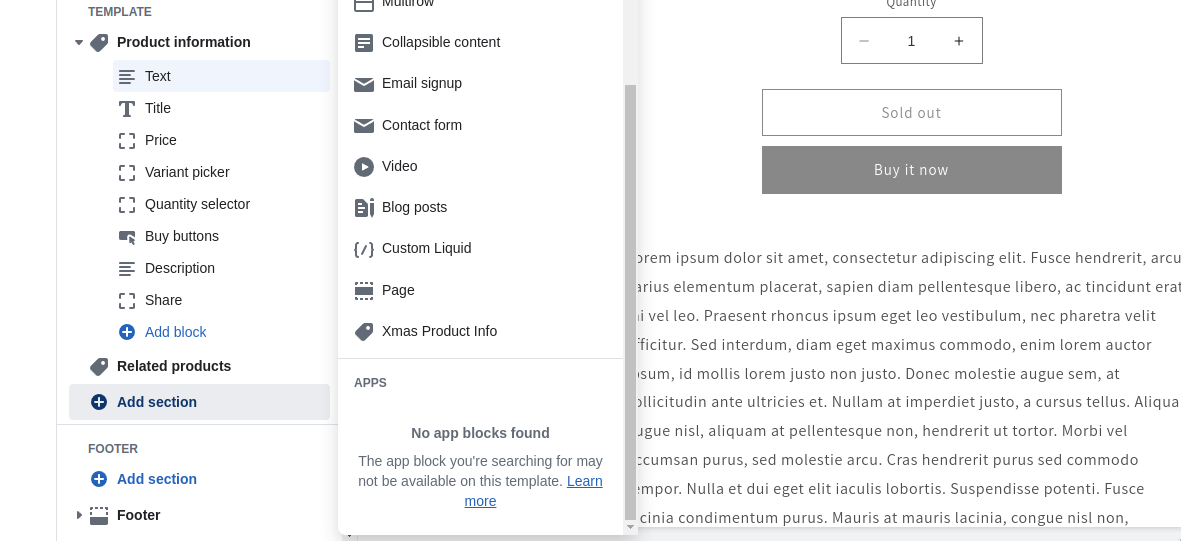 TEMPLATE
Product information
Text
Title
Price
Variant picker
Quantity selector
Buy buttons
Description
Share
Add block
Related products
Add section
FOOTER
Add section
Footer
Multirow
Collapsible content
Email signup
Contact form
Video
Blog posts
Custom Liquid
Page
Xmas Product Info
APPS
No app blocks found
The app block you're searching for may
not be available on this template. Learn
more
Quantity
1
Sold out
Buy it now
orem ipsum dolor sit amet, consectetur adipiscing elit. Fusce hendrerit, arcu
arius elementum placerat, sapien diam pellentesque libero, ac tincidunt erat
i vel leo. Praesent rhoncus ipsum eget leo vestibulum, nec pharetra velit
fficitur. Sed interdum, diam eget maximus commodo, enim lorem auctor
psum, id mollis lorem justo non justo. Donec molestie augue sem, at
ollicitudin ante ultricies et. Nullam at imperdiet justo, a cursus tellus. Aliqua
ugue nisl, aliquam at pellentesque non, hendrerit ut tortor. Morbi vel
ccumsan purus, sed molestie arcu. Cras hendrerit purus sed commodo
empor. Nulla et dui eget elit iaculis lobortis. Suspendisse potenti. Fusce
cinia condimentum purus. Mauris at mauris lacinia, congue nisl non,